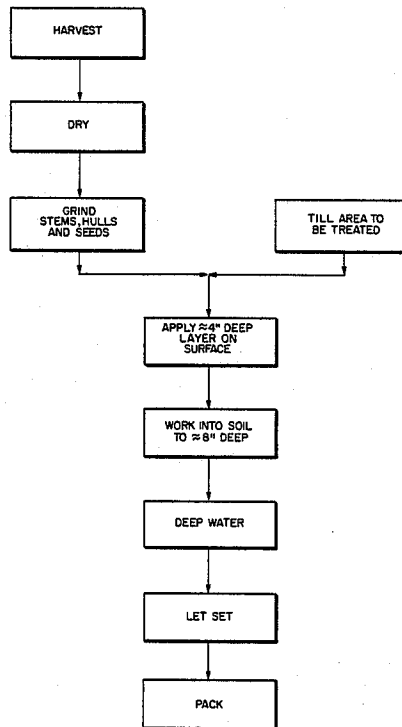 HARVEST
DRY
GRIND
STEMS, HULLS
AND SEEDS
TILL AREA TO
BE TREATED
APPLY ≈4" DEEP
LAYER ON
SURFACE
WORK INTO SOIL
TO ≈8" DEEP
DEEP WATER
LET SET
PACK